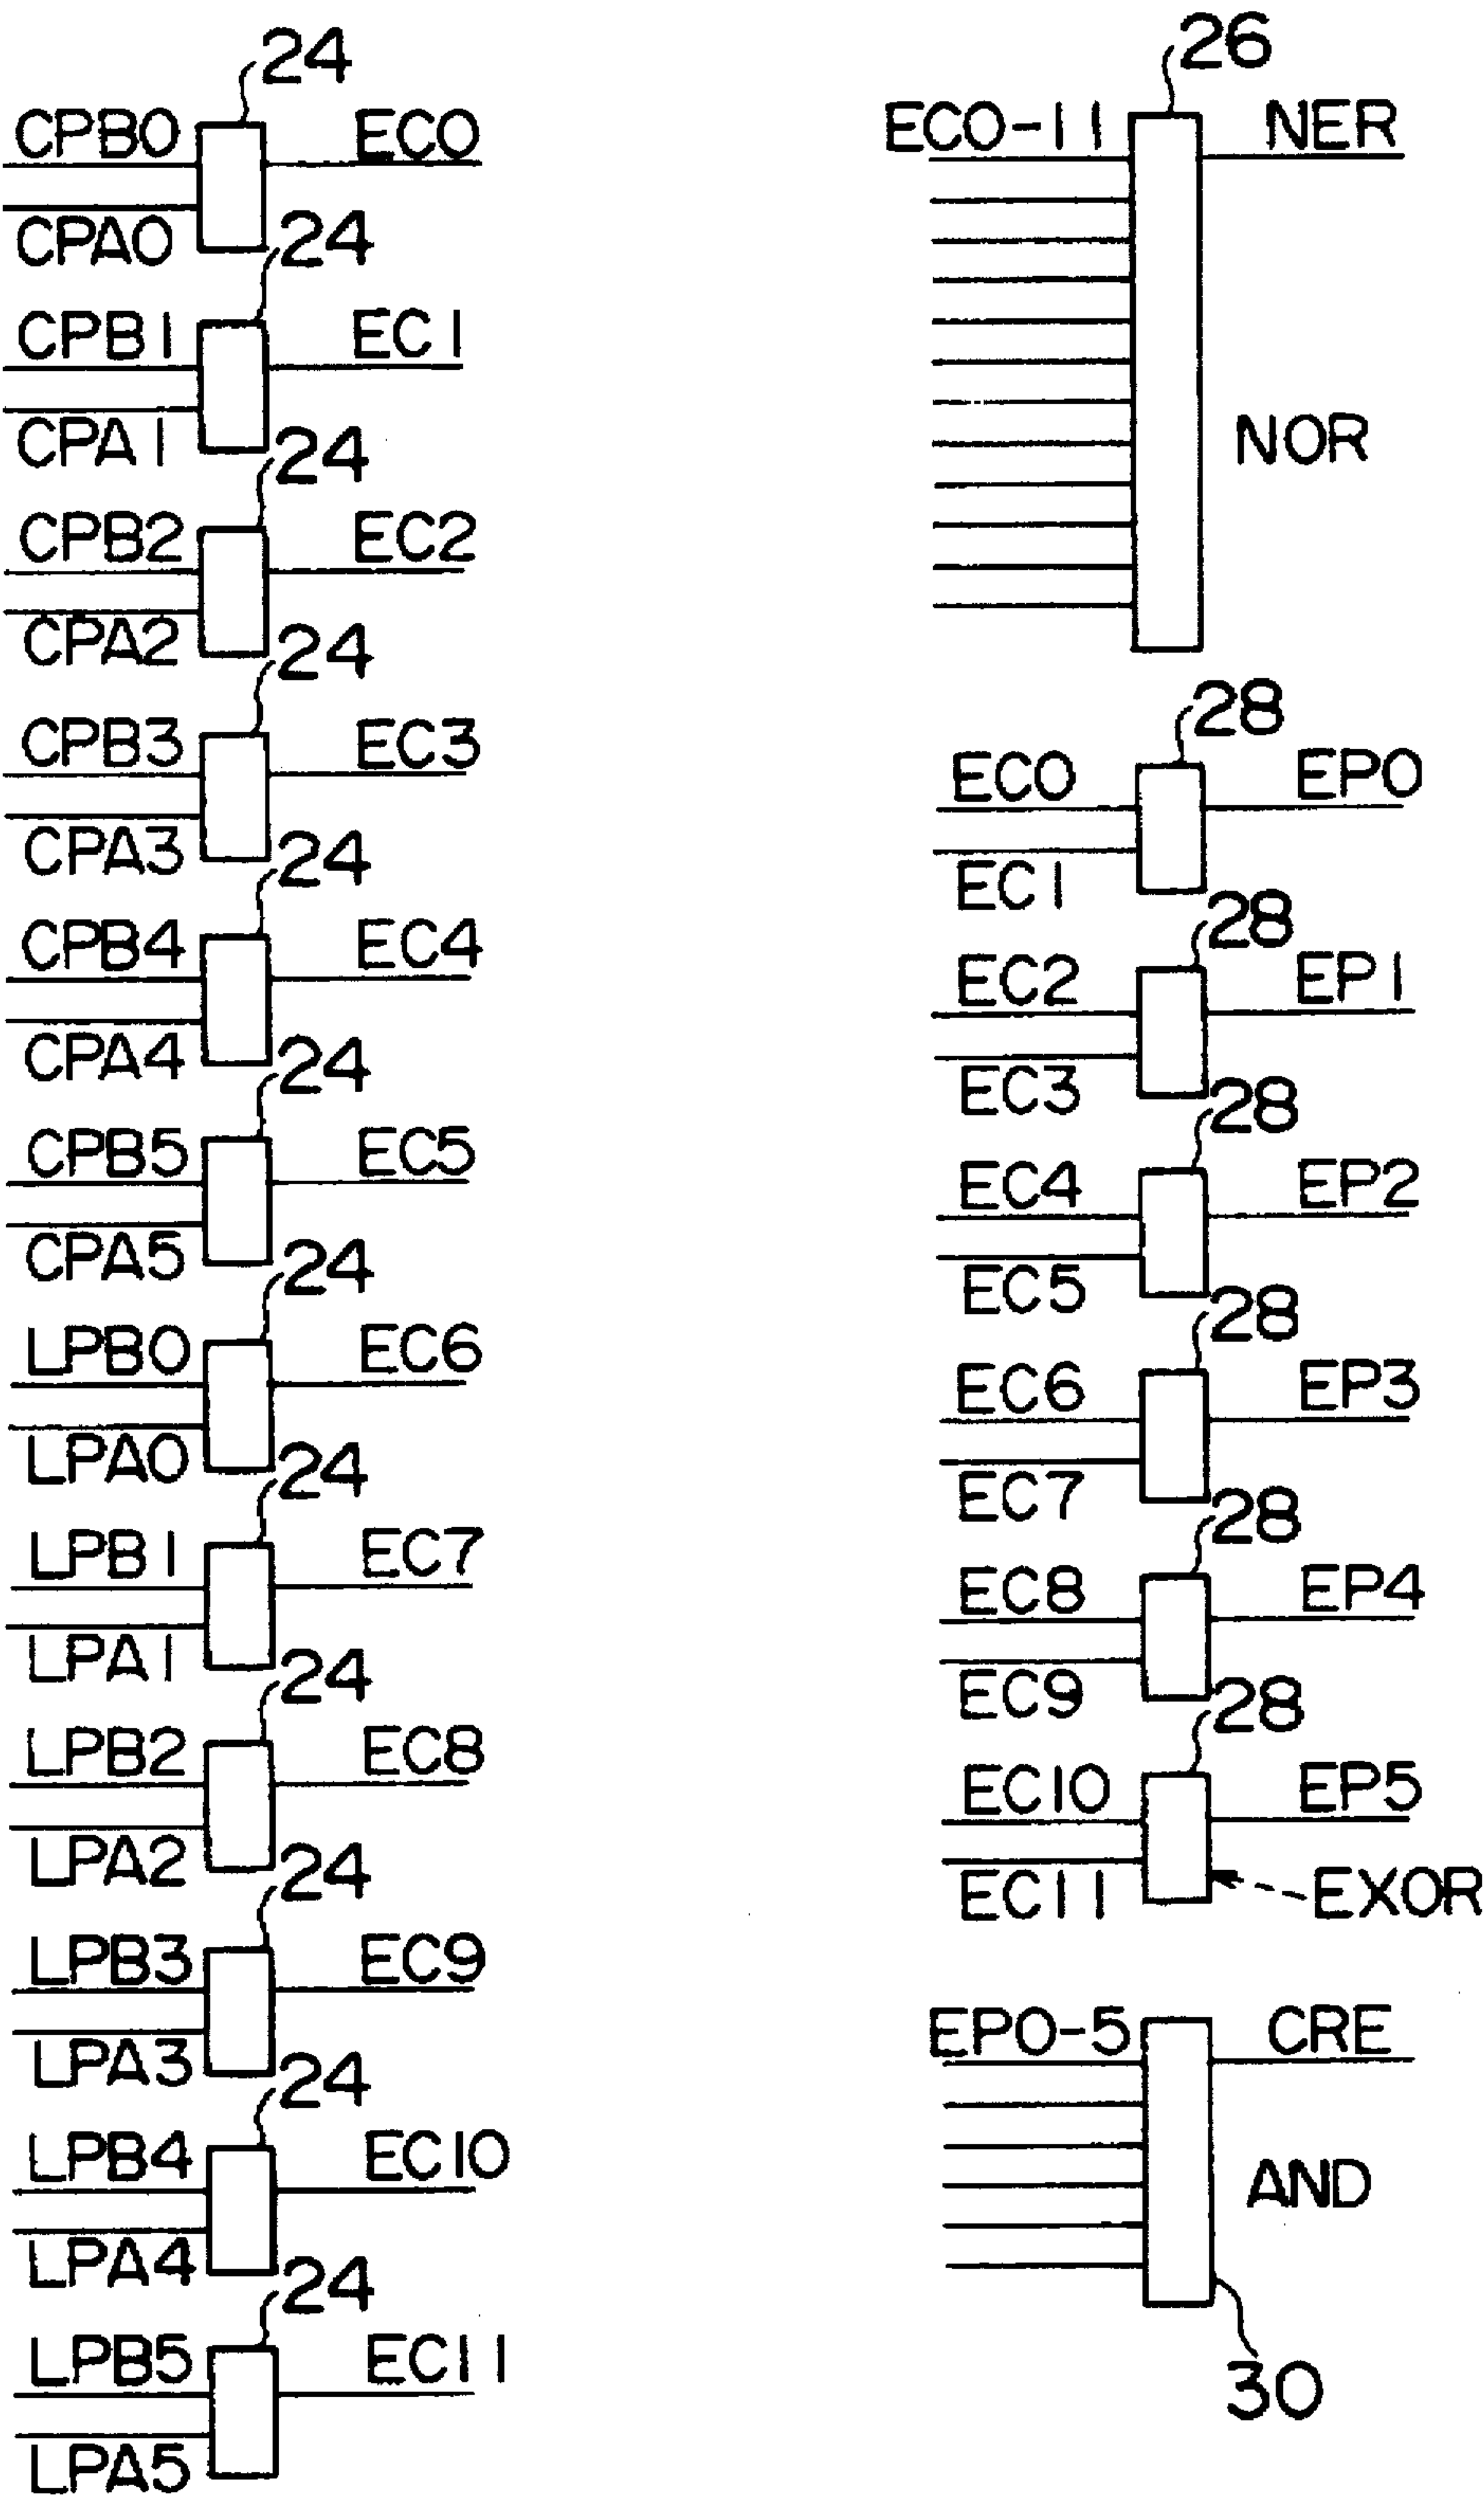 24
CPB0 EC0
CPA0
24
CPB1 EC1
CPA1
24
CPB2 EC2
CPA2
24
CPB3 EC3
CPA3
24
CPB4 EC4
CPA4
24
CPB5 EC5
CPA5
24
LPB0 EC6
LPA0
24
LPB1 EC7
LPA1
24
LPB2 EC8
LPA2
24
LPB3 EC9
LPA3
24
LPB4 EC10
LPA4
24
LPB5 EC11
LPA5
26
EC0-11 NER
NOR
28
EC0 EP0
EC1
28
EC2 EP1
EC3
28
EC4 EP2
EC5
28
EC6 EP3
EC7
28
EC8 EP4
EC9
28
EC10 EP5
EC11 EXOR
EP0-5 CRE
AND
30